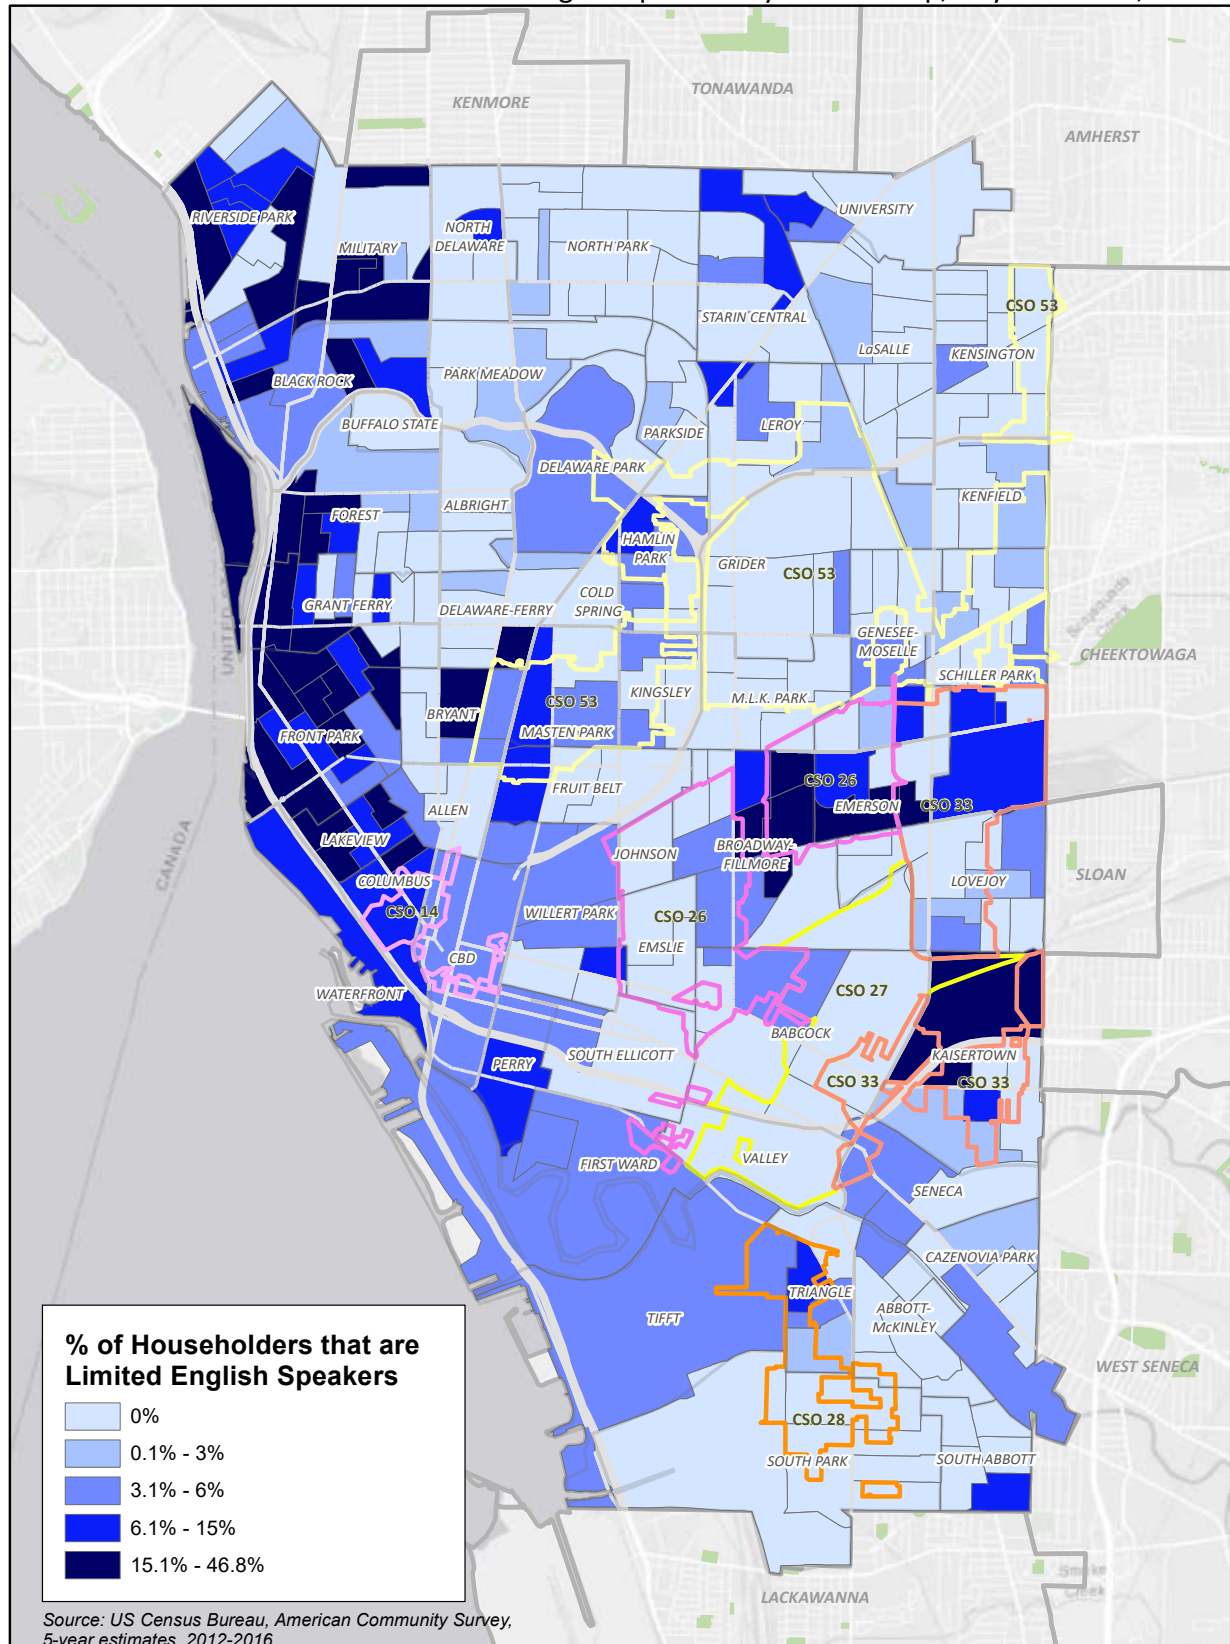 KENMORE
TONAWANDA
AMHERST
RIVERSIDE PARK
UNIVERSITY
NORTH
DELAWARE
MILITARY
NORTH PARK
CSO 53
STARIN CENTRAL
LaSALLE
KENSINGTON
PARK MEADOW
BLACK ROCK
BUFFALO STATE
PARKSIDE
LEROY
DELAWARE PARK
ALBRIGHT
KENFIELD
FOREST
HAMLIN
PARK
GRIDER
CSO 53
COLD
SPRING
GRANT FERRY
DELAWARE-FERRY
GENESEE-
MOSELLE
CHEEKTOWAGA
SCHILLER PARK
KINGSLEY
M.L.K. PARK
CSO 53
BRYANT
MASTEN PARK
FRONT PARK
CSO 26
FRUIT BELT
EMERSON
CSO 33
ALLEN
LAKEVIEW
JOHNSON
BROADWAY-
FILLMORE
CANADA
COLUMBUS
LOVEJOY
SLOAN
CSO 14
WILLERT PARK
CSO 26
EMSLIE
CBD
WATERFRONT
CSO 27
BABCOCK
SOUTH ELLICOTT
KAISERTOWN
PERRY
CSO 33
CSO 33
FIRST WARD
VALLEY
SENECA
CAZENOVIA PARK
TRIANGLE
ABBOTT-
McKINLEY
TIFFT
WEST SENECA
CSO 28
SOUTH PARK
SOUTH ABBOTT
LACKAWANNA
% of Householders that are
Limited English Speakers
0%
0.1% - 3%
3.1% - 6%
6.1% - 15%
15.1% - 46.8%
Source: US Census Bureau, American Community Survey,
5-year estimates, 2012-2016